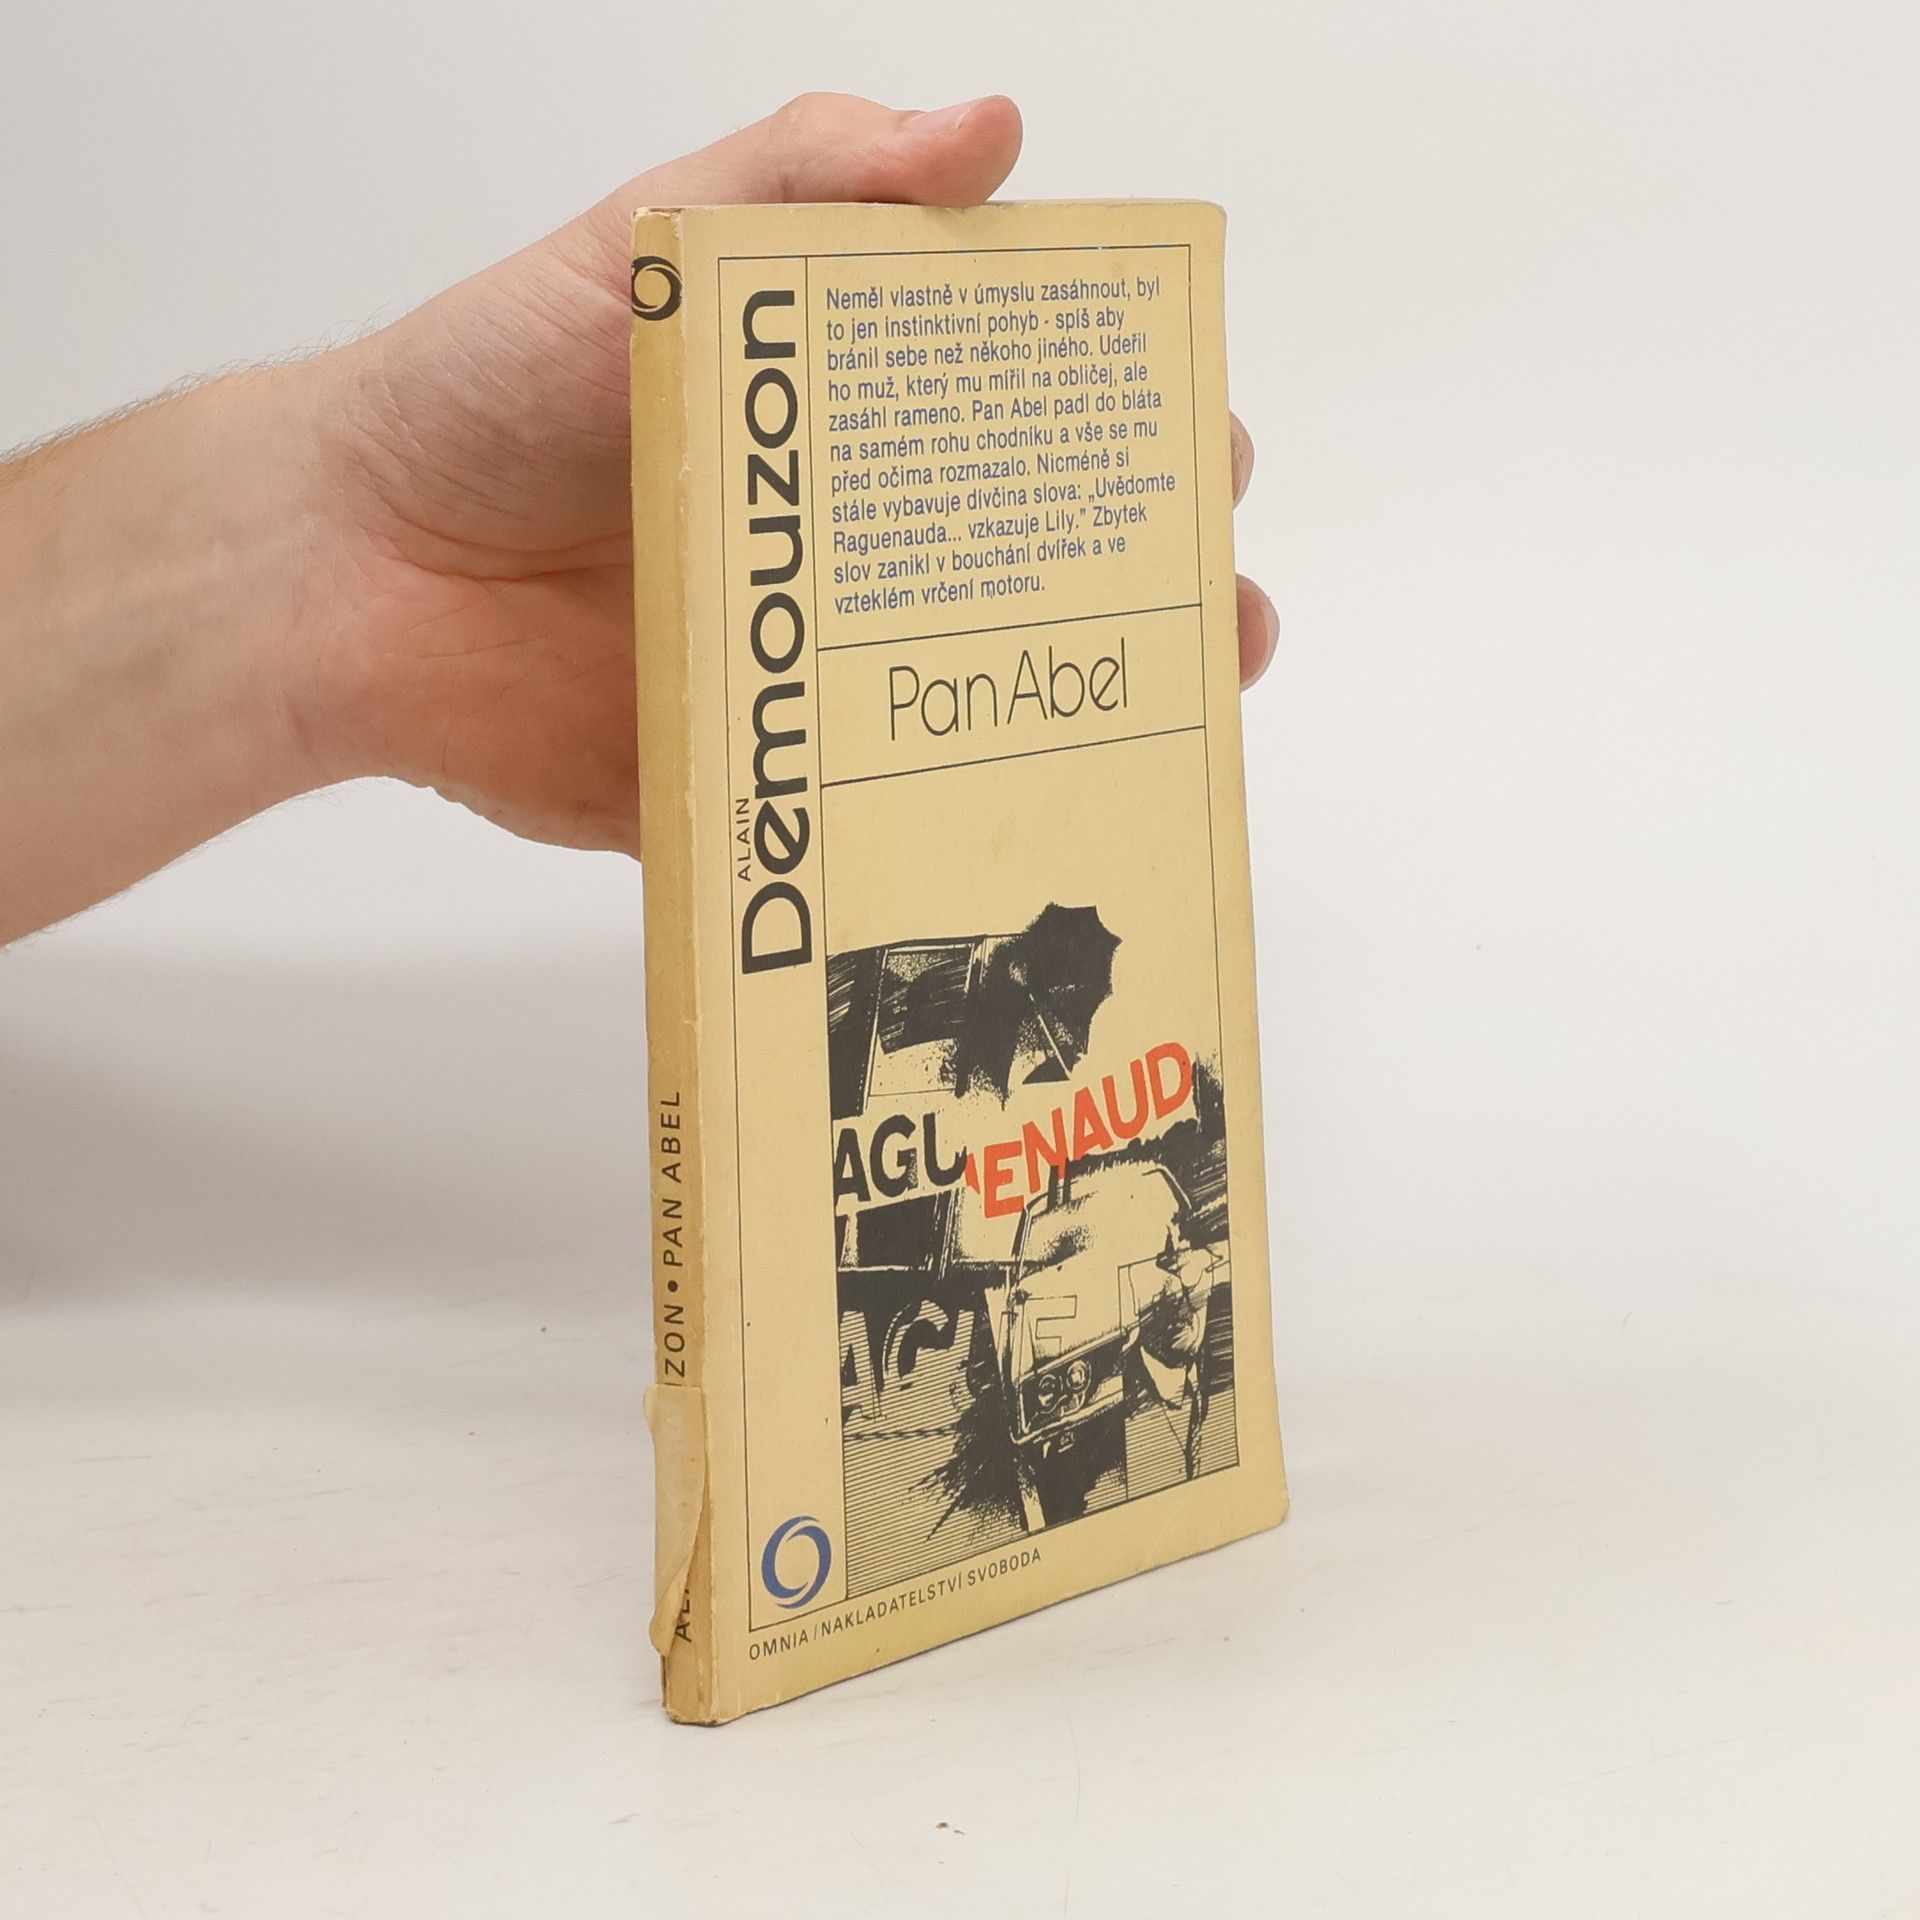 Neměl vlastně v úmyslu zasáhnout, byl
to jen instinktivní pohyb - spíš aby
bránil sebe než někoho jiného. Udeřil
ho muž, který mu mířil na obličej, ale
zasáhl rameno. Pan Abel padl do bláta
na samém rohu chodníku a vše se mu
před očima rozmazalo. Nicméně si
stále vybavuje dívčina slova: „Uvědomte
Raguenauda... vzkazuje Lily.” Zbytek
slov zanikl v bouchání dvířek a ve
vzteklém vrčení motoru.
ALAIN
Demouzon
Pan Abel
AGUENAUD
OMNIA/NAKLADATELSTVÍ SVOBODA
ZON • PAN ABEL